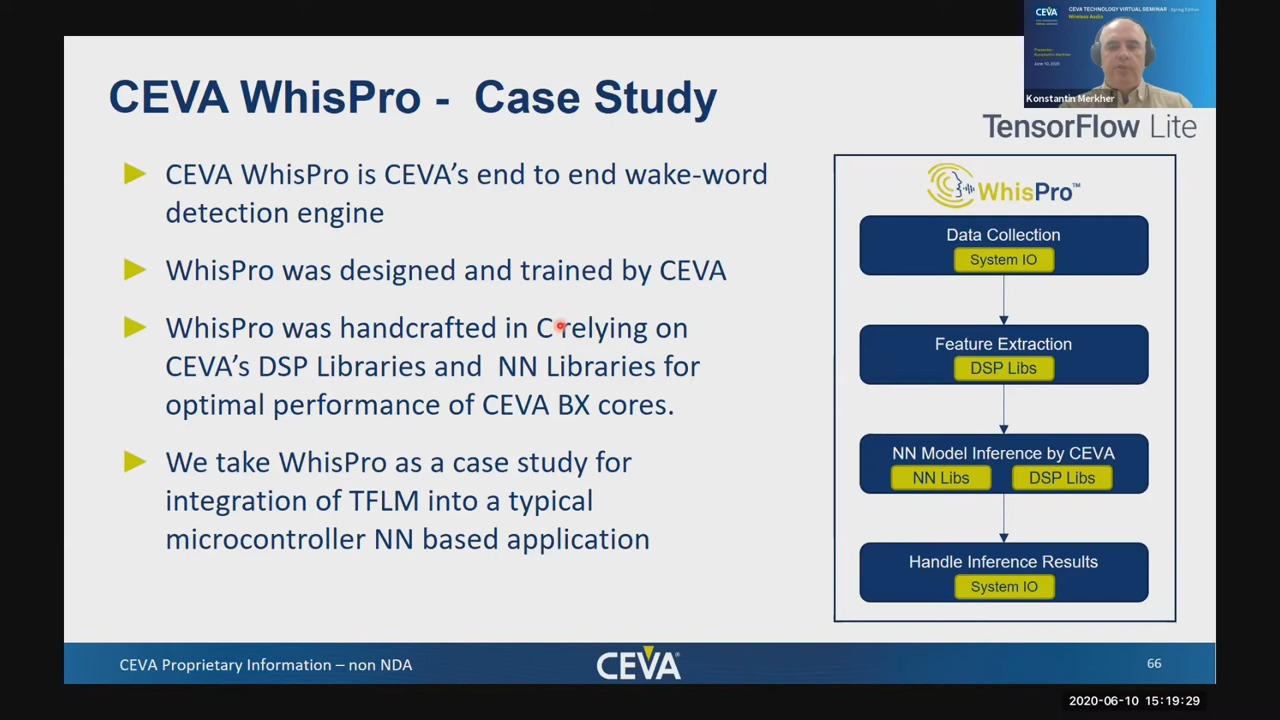 CEVA
CEVA TECHNOLOGY VIRTUAL SEMINAR - Spring Edition
Wireless Audio
Presenter:
Konstantin Merkher
June 10, 2020
Konstantin Merkher
CEVA WhisPro - Case Study
TensorFlow Lite
CEVA WhisPro is CEVA’s end to end wake-word
detection engine
WhisPro was designed and trained by CEVA
WhisPro was handcrafted in C relying on
CEVA’s DSP Libraries and NN Libraries for
optimal performance of CEVA BX cores.
We take WhisPro as a case study for
integration of TFLM into a typical
microcontroller NN based application
WhisPro™
Data Collection
System IO
Feature Extraction
DSP Libs
NN Model Inference by CEVA
NN Libs DSP Libs
Handle Inference Results
System IO
CEVA Proprietary Information – non NDA
CEVA®
66
2020-06-10 15:19:29